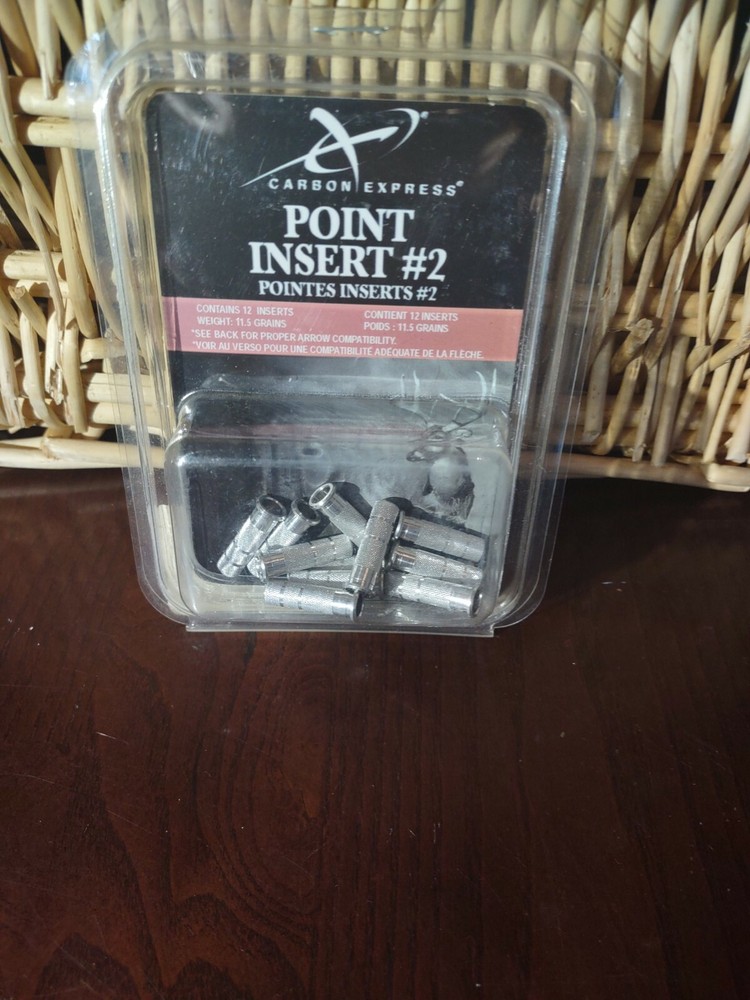 CARBON EXPRESS®
POINT
INSERT #2
POINTES INSERTS #2
CONTAINS 12 INSERTS
WEIGHT: 11.5 GRAINS
CONTIENT 12 INSERTS
POIDS : 11.5 GRAINS
*SEE BACK FOR PROPER ARROW COMPATIBILITY.
*VOIR AU VERSO POUR UNE COMPATIBILITÉ ADÉQUATE DE LA FLÈCHE.